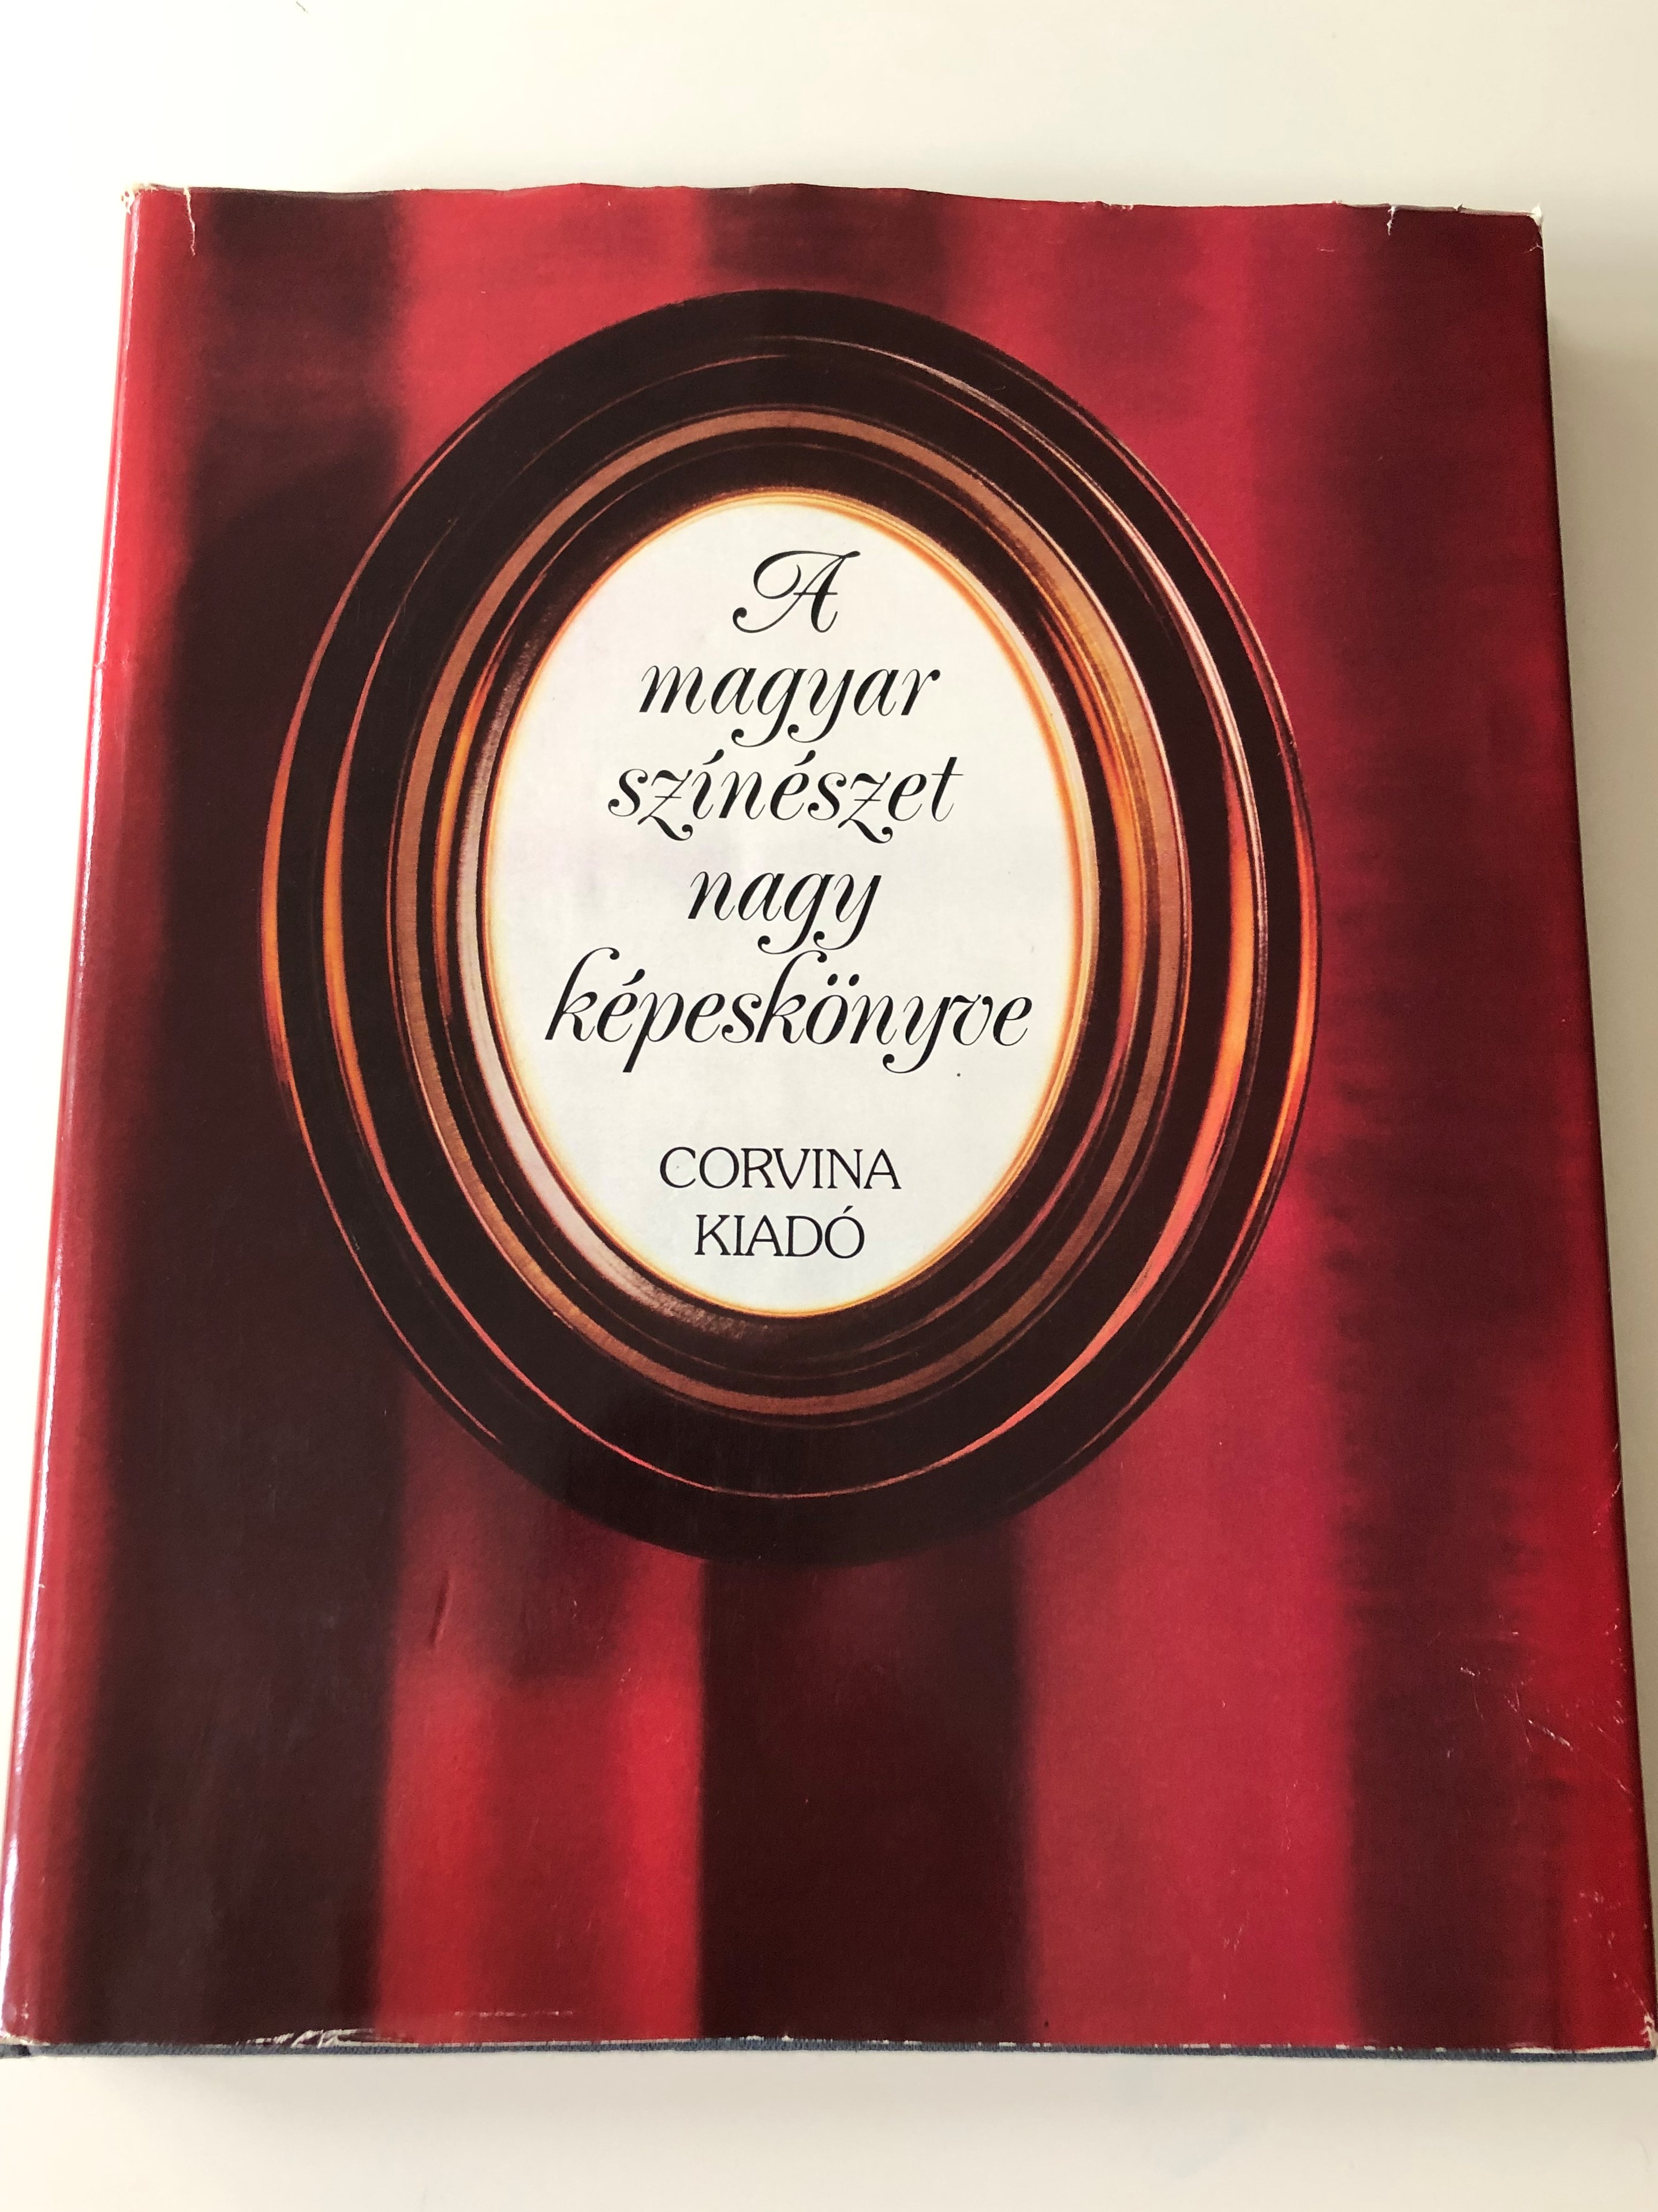 A
magyar
színészet
nagy
képeskönyve
CORVINA
KIADÓ